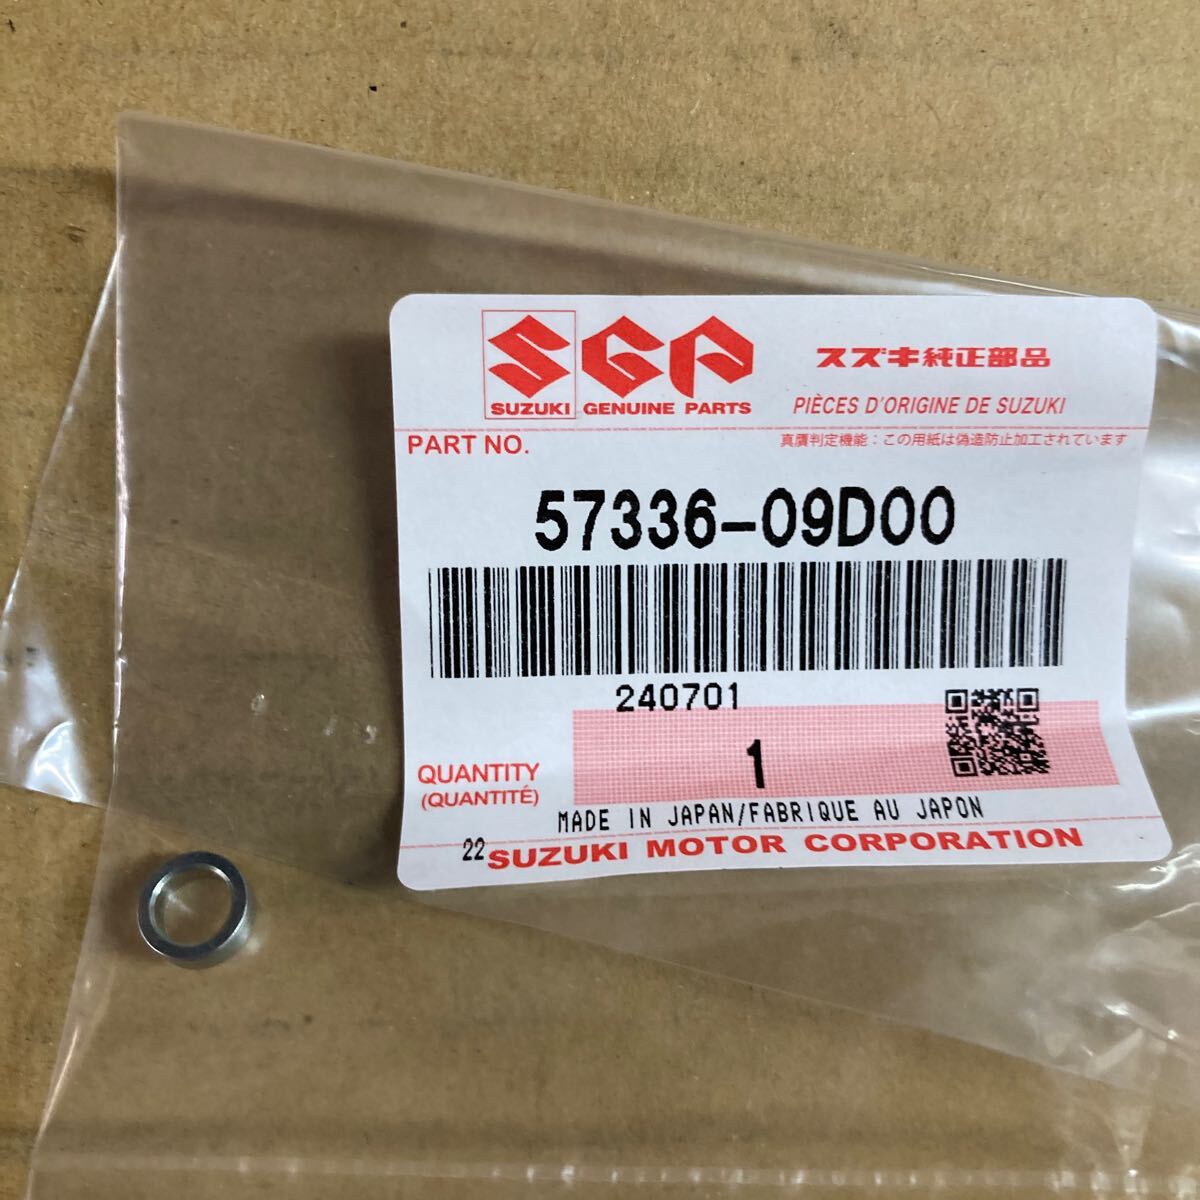 SGP
SUZUKI GENUINE PARTS
スズキ純正部品
PIÈCES D'ORIGINE DE SUZUKI
PART NO.
真贋判定機能：この用紙は偽造防止加工されています
57336-09D00
240701
1
QUANTITY
(QUANTITÉ)
MADE IN JAPAN/FABRIQUE AU JAPON
22 SUZUKI MOTOR CORPORATION